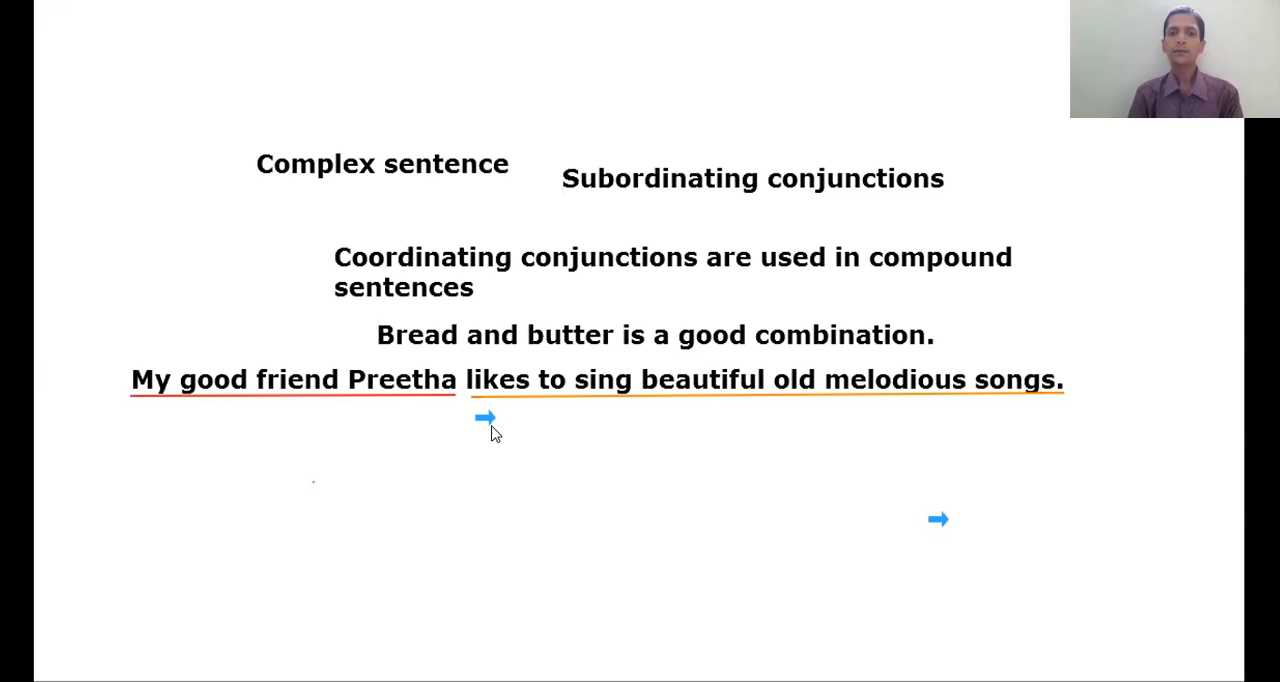 Complex sentence
Subordinating conjunctions
Coordinating conjunctions are used in compound
sentences
Bread and butter is a good combination.
My good friend Preetha likes to sing beautiful old melodious songs.